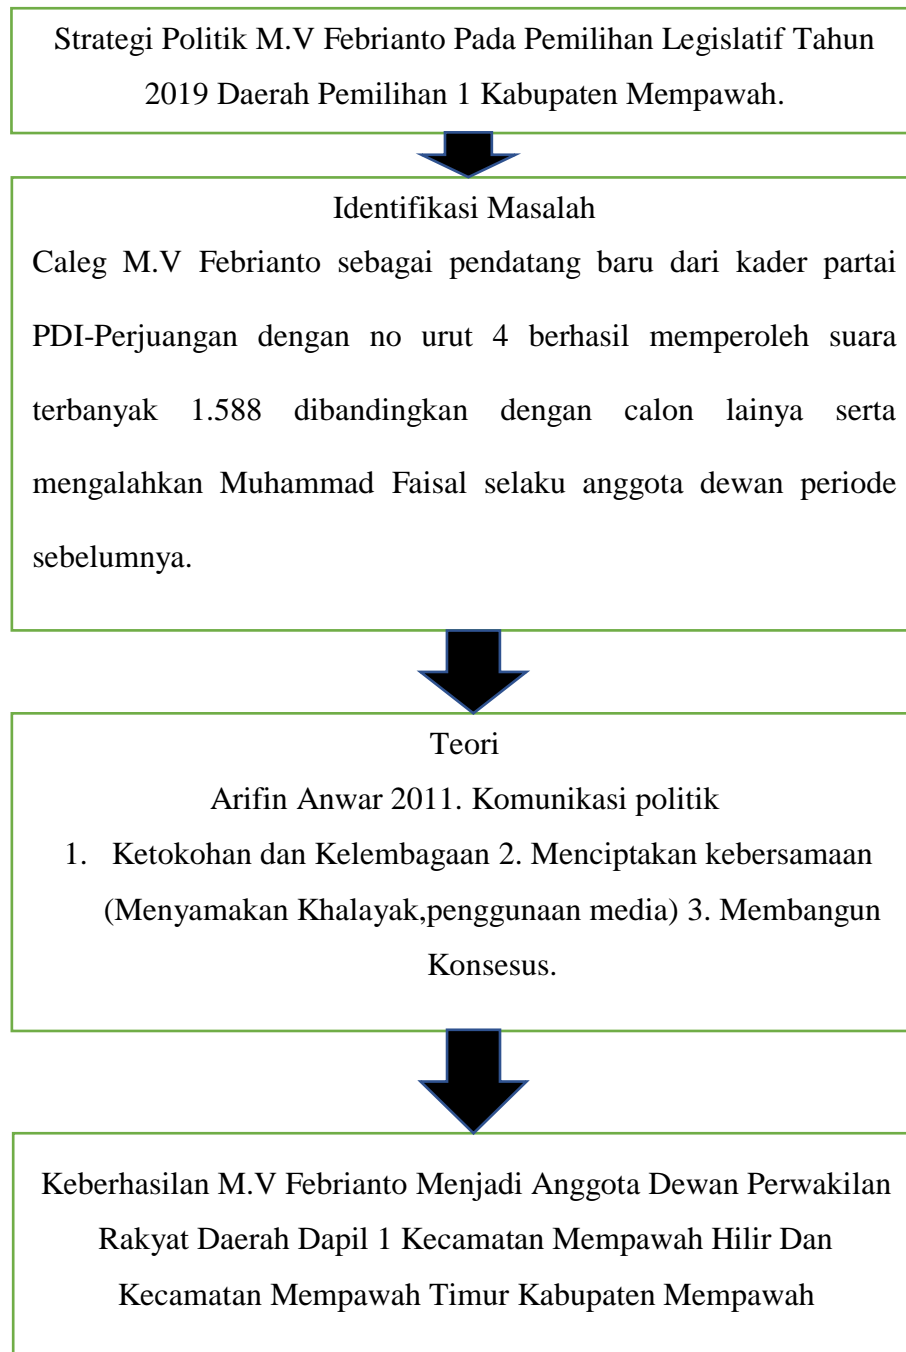 Strategi Politik M.V Febrianto Pada Pemilihan Legislatif Tahun
2019 Daerah Pemilihan 1 Kabupaten Mempawah.
Identifikasi Masalah
Caleg M.V Febrianto sebagai pendatang baru dari kader partai
PDI-Perjuangan dengan no urut 4 berhasil memperoleh suara
terbanyak 1.588 dibandingkan dengan calon lainya serta
mengalahkan Muhammad Faisal selaku anggota dewan periode
sebelumnya.
Teori
Arifin Anwar 2011. Komunikasi politik
1. Ketokohan dan Kelembagaan 2. Menciptakan kebersamaan
(Menyamakan Khalayak,penggunaan media) 3. Membangun
Konsesus.
Keberhasilan M.V Febrianto Menjadi Anggota Dewan Perwakilan
Rakyat Daerah Dapil 1 Kecamatan Mempawah Hilir Dan
Kecamatan Mempawah Timur Kabupaten Mempawah